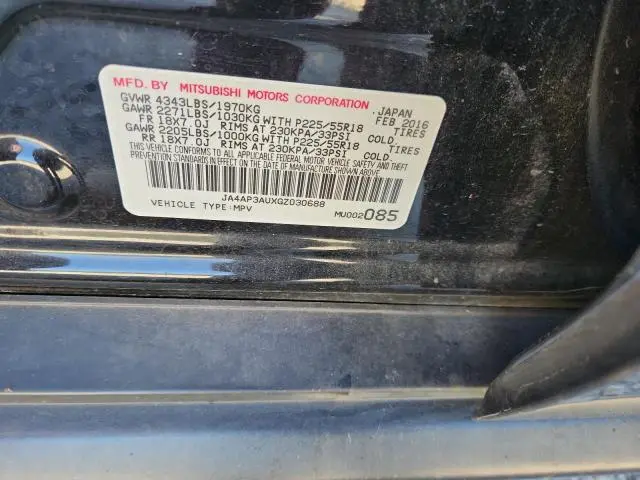 MFD. BY MITSUBISHI MOTORS CORPORATION. JAPAN
GVWR 4343LBS/1970KG FEB 2016
GAWR 2271LBS/1030KG WITH P225/55R18 TIRES
FR 18X7.0J RIMS AT 230KPA/33PSI COLD.
GAWR 2205LBS/1000KG WITH P225/55R18 TIRES
RR 18X7.0J RIMS AT 230KPA/33PSI COLD.
THIS VEHICLE CONFORMS TO ALL APPLICABLE FEDERAL MOTOR VEHICLE SAFETY AND THEFT
PREVENTION STANDARDS IN EFFECT ON THE DATE OF MANUFACTURE SHOWN ABOVE.
JA4AP3AUXGZ030688
VEHICLE TYPE:MPV MU002085